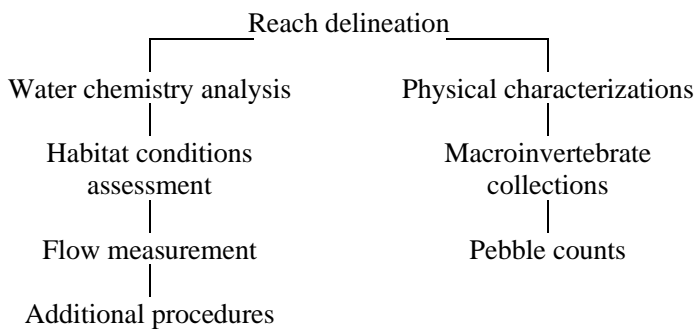 Reach delineation
Water chemistry analysis
Physical characterizations
Habitat conditions
assessment
Macroinvertebrate
collections
Flow measurement
Pebble counts
Additional procedures